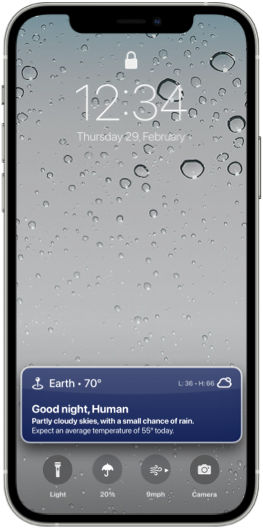 12:34
Thursday 29, February
Earth • 70°
L: 36 • H: 66
Good night, Human
Partly cloudy skies, with a small chance of rain.
Expect an average temperature of 55° today.
Light
20%
9mph
Camera